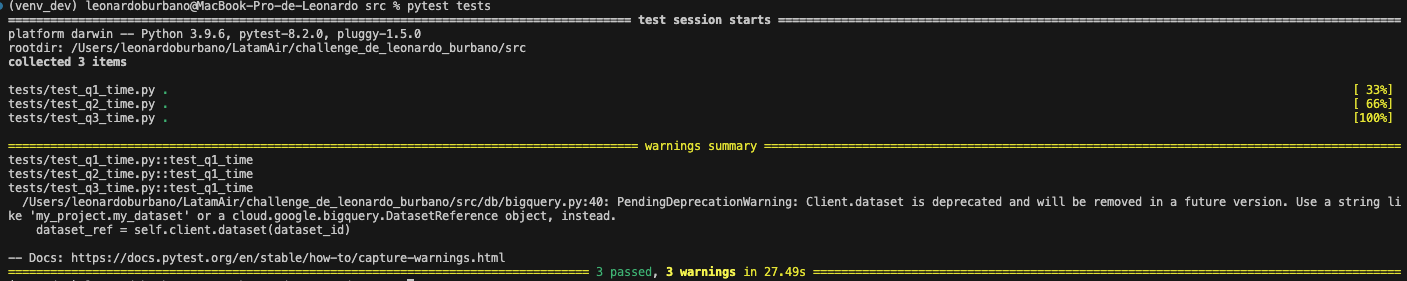 (venv_dev) leonardoburbano@MacBook-Pro-de-Leonardo src % pytest tests
test session starts
platform darwin -- Python 3.9.6, pytest-8.2.0, pluggy-1.5.0
rootdir: /Users/leonardoburbano/LatamAir/challenge_de_leonardo_burbano/src
collected 3 items
tests/test_q1_time.py . [ 33%]
tests/test_q2_time.py . [ 66%]
tests/test_q3_time.py . [100%]
warnings summary
tests/test_q1_time.py::test_q1_time
tests/test_q2_time.py::test_q1_time
tests/test_q3_time.py::test_q1_time
/Users/leonardoburbano/LatamAir/challenge_de_leonardo_burbano/src/db/bigquery.py:40: PendingDeprecationWarning: Client.dataset is deprecated and will be removed in a future version. Use a string li
ke 'my_project.my_dataset' or a cloud.google.bigquery.DatasetReference object, instead.
dataset_ref = self.client.dataset(dataset_id)
-- Docs: https://docs.pytest.org/en/stable/how-to/capture-warnings.html
3 passed, 3 warnings in 27.49s